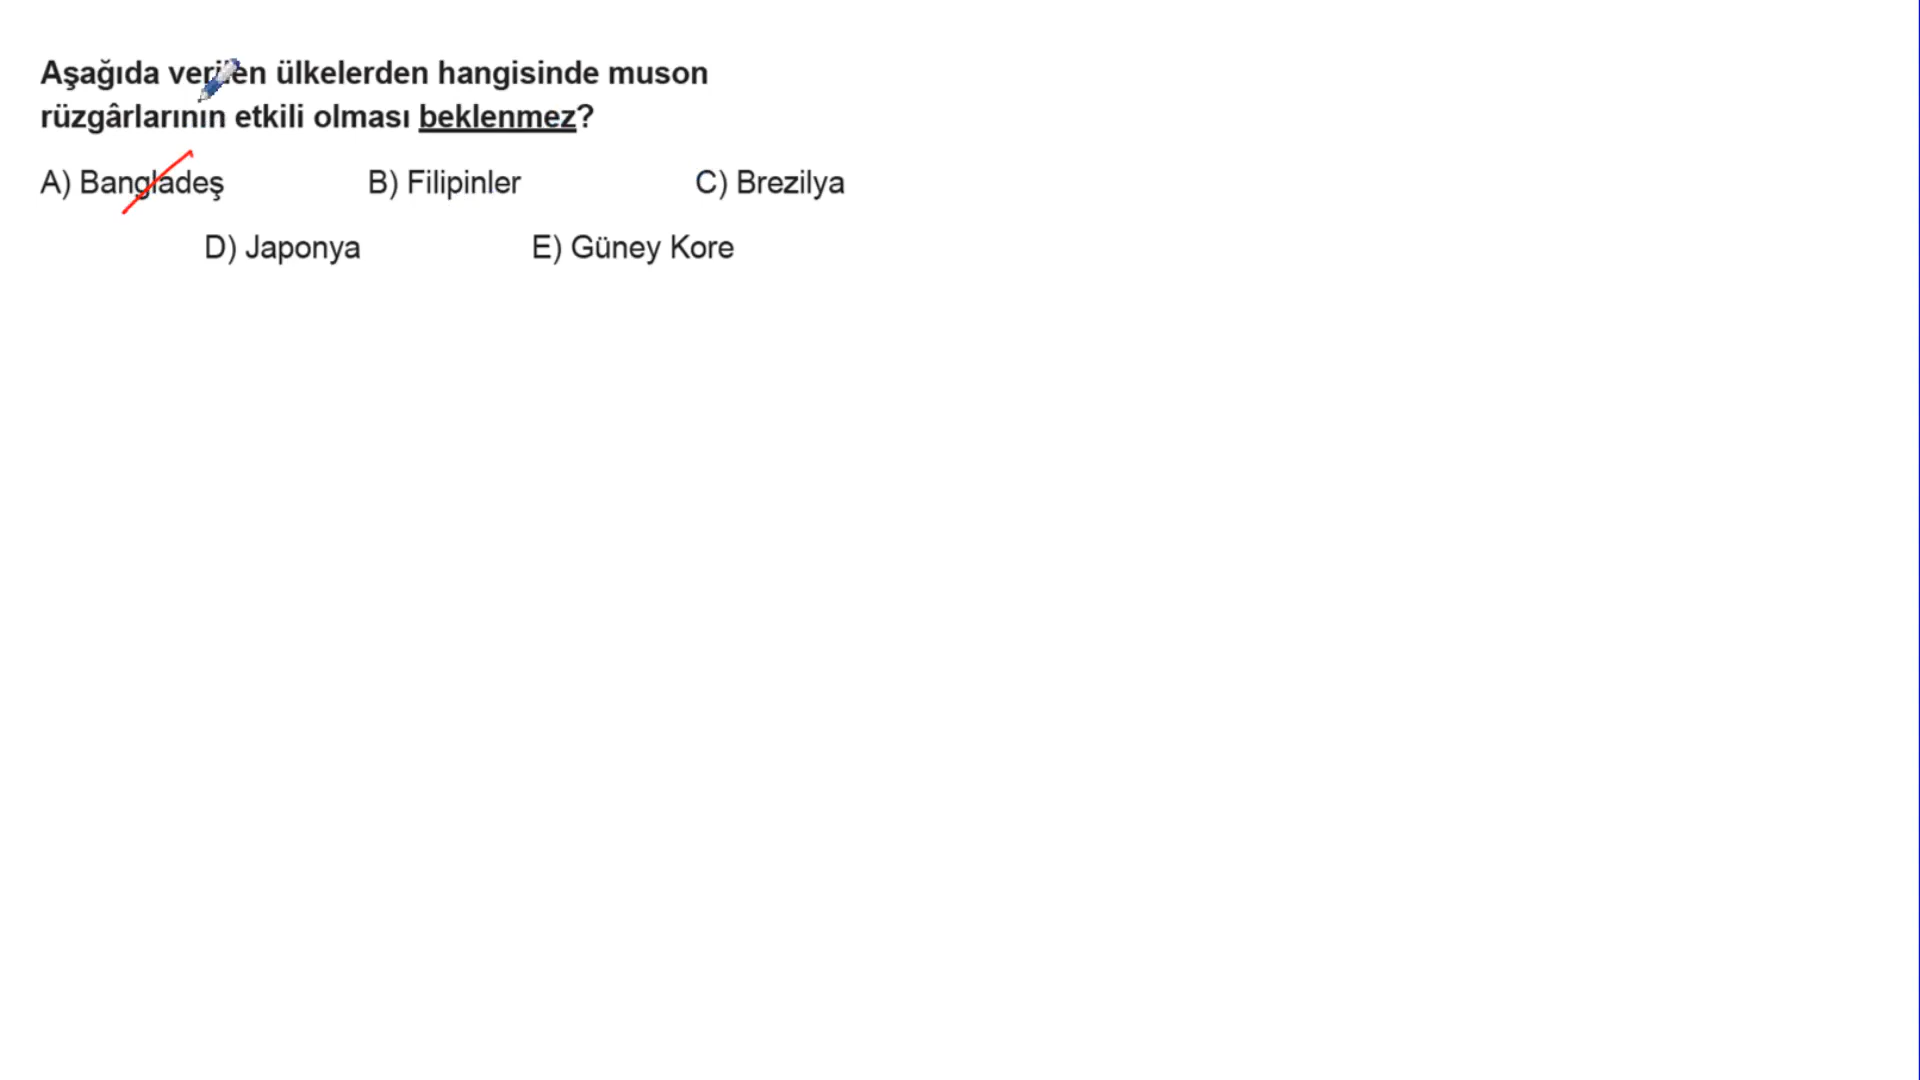 Aşağıda verilen ülkelerden hangisinde muson
rüzgârlarının etkili olması beklenmez?
A) Bangladeş B) Filipinler C) Brezilya
D) Japonya E) Güney Kore